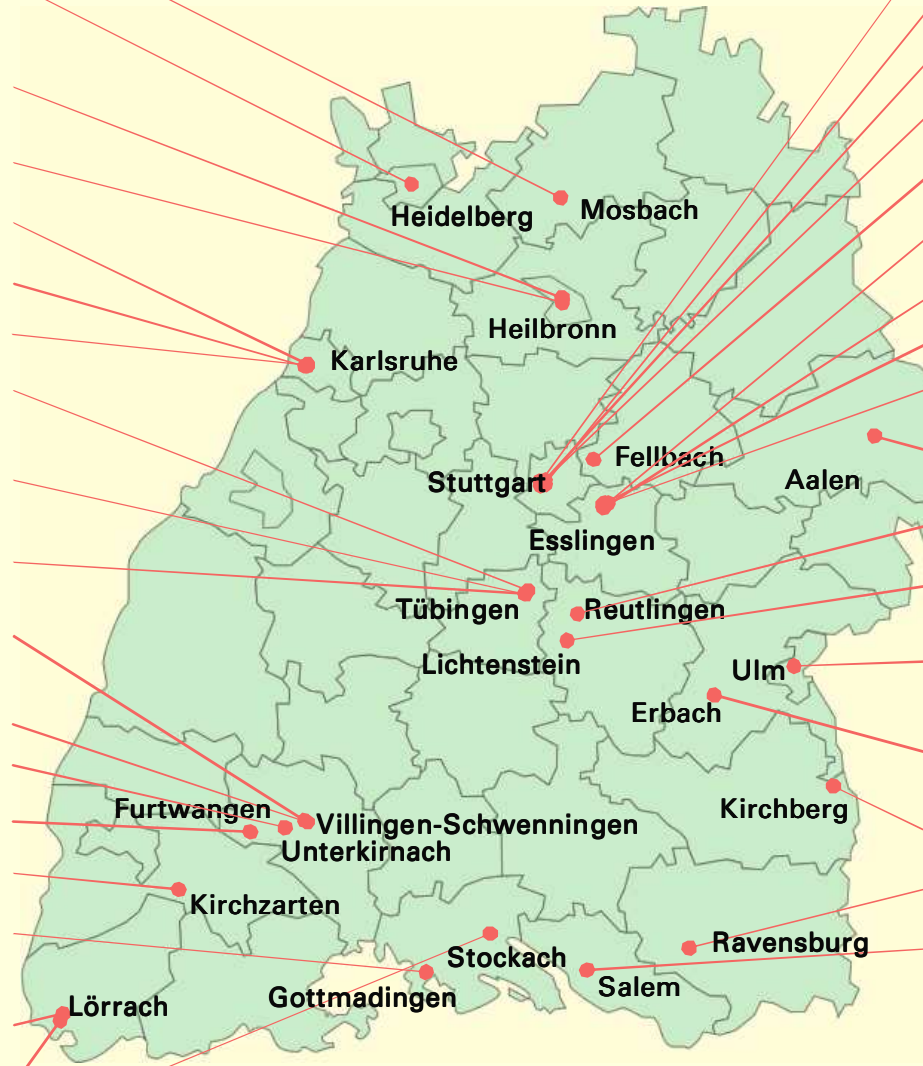 Heidelberg
Mosbach
Heilbronn
Karlsruhe
Fellbach
Stuttgart
Aalen
Esslingen
Tübingen
Reutlingen
Lichtenstein
Ulm
Erbach
Furtwangen
Kirchberg
Villingen-Schwenningen
Unterkirnach
Kirchzarten
Ravensburg
Stockach
Salem
Gottmadingen
Lörrach